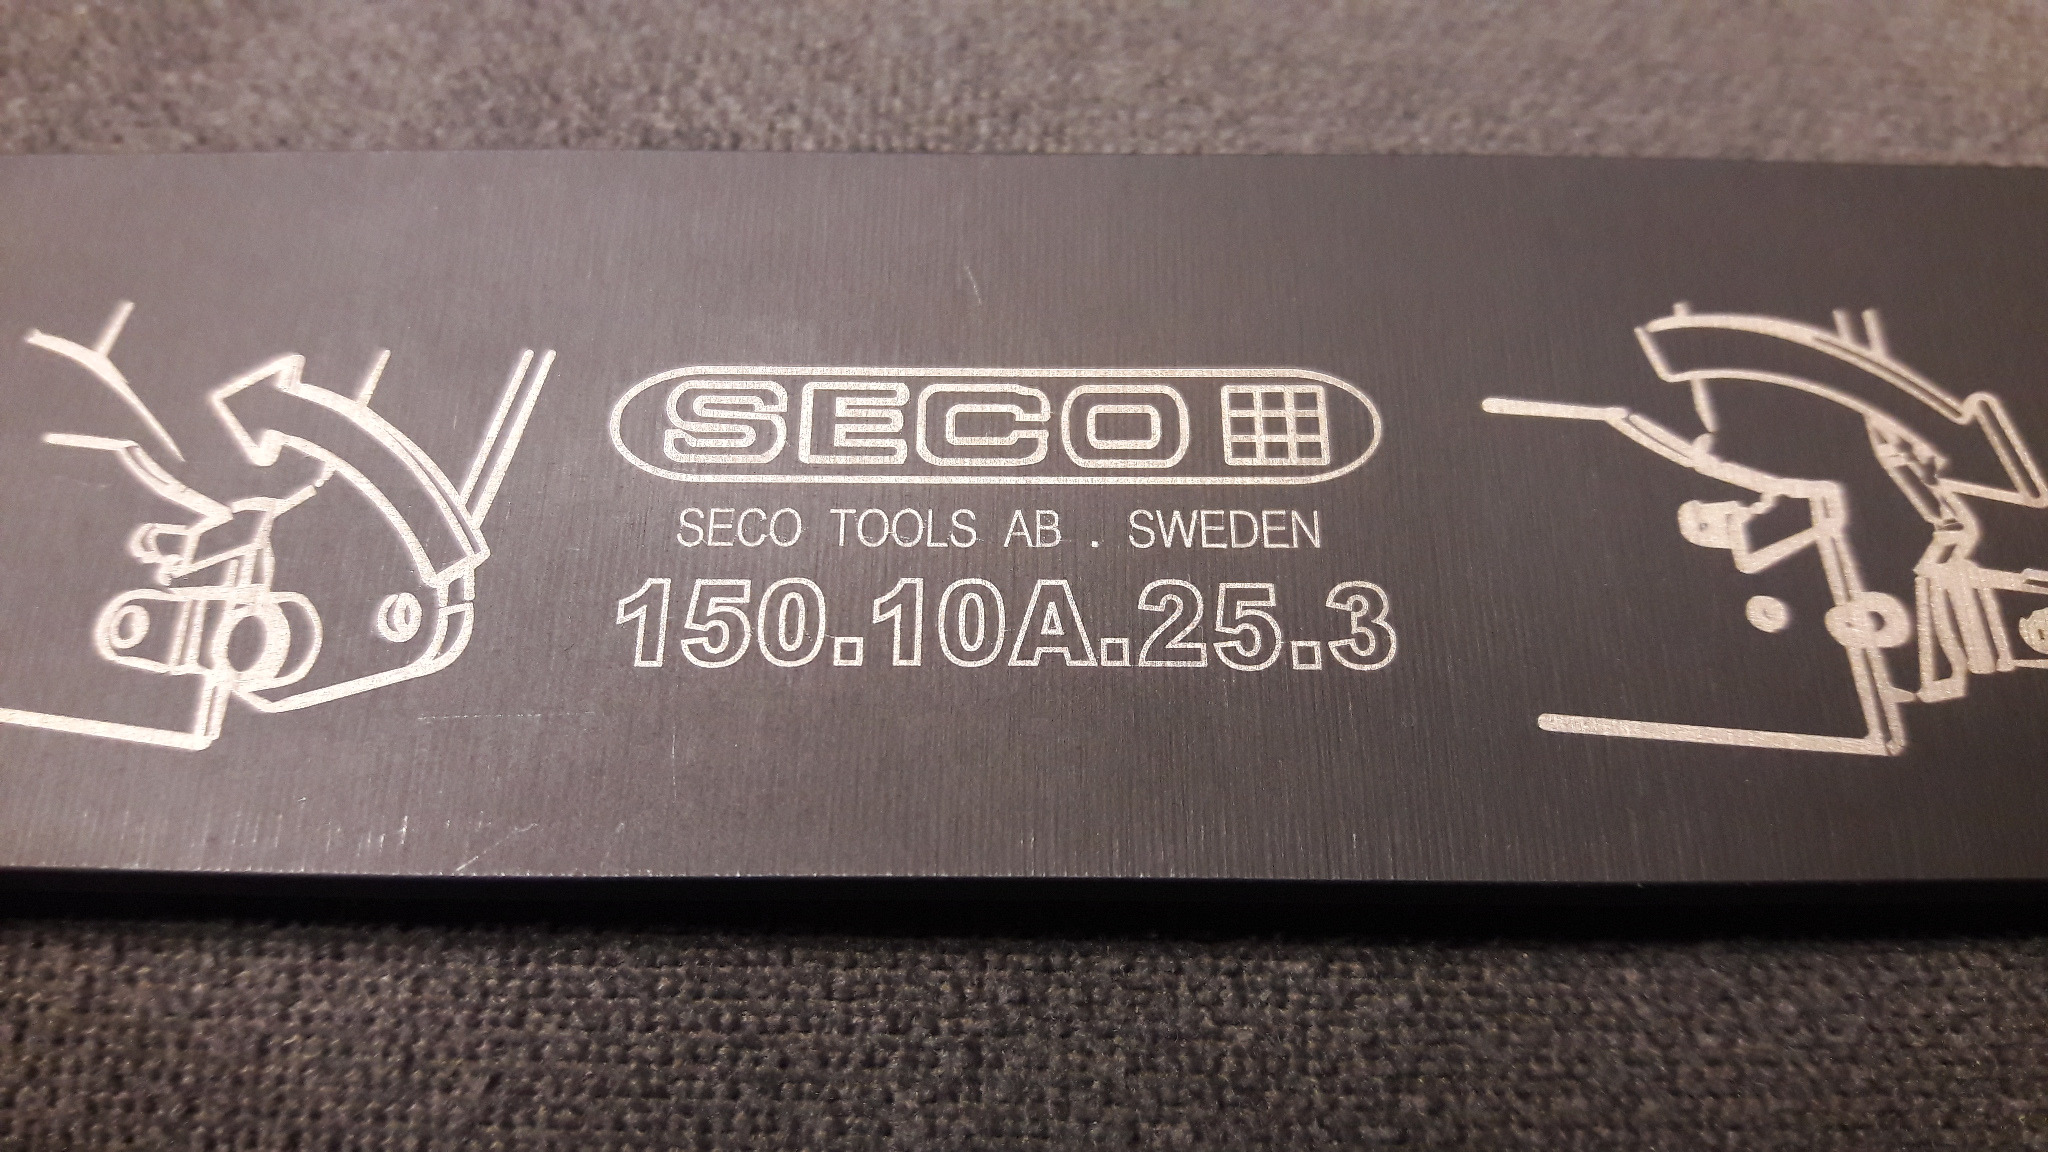 SECO
SECO TOOLS AB . SWEDEN
150.10A.25.3